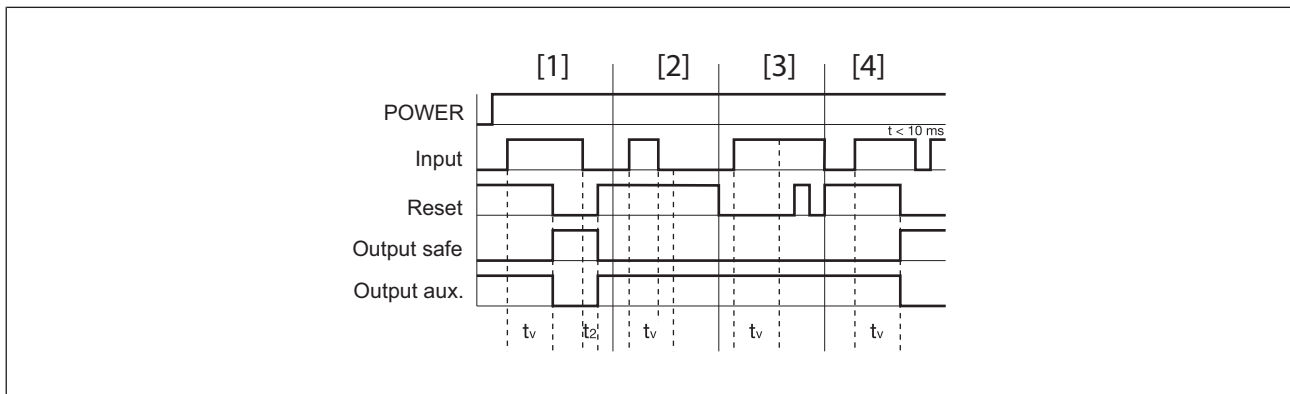 [1] [2] [3] [4]
POWER
t < 10 ms
Input
Reset
Output safe
Output aux.
tv t2 tv tv tv